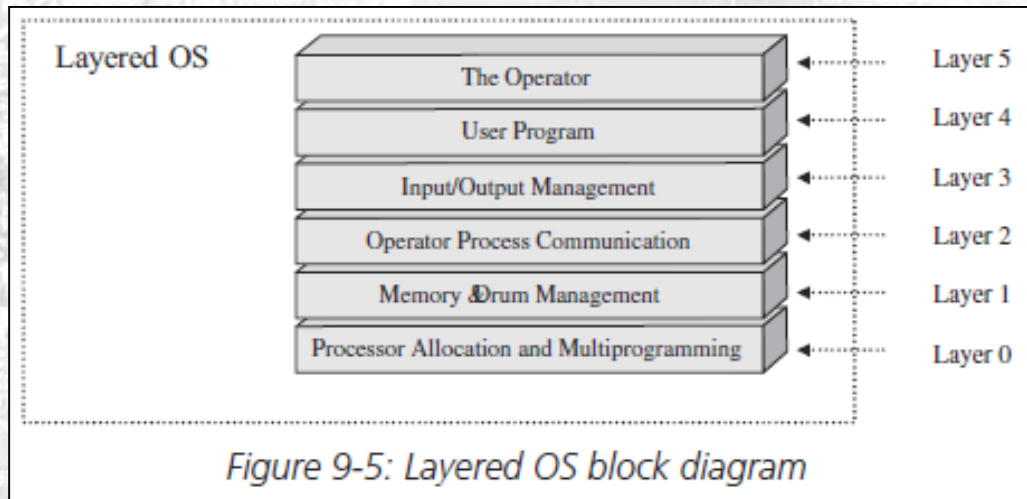 Layered OS
The Operator
Layer 5
User Program
Layer 4
Input/Output Management
Layer 3
Operator Process Communication
Layer 2
Memory &Drum Management
Layer 1
Processor Allocation and Multiprogramming
Layer 0
Figure 9-5: Layered OS block diagram